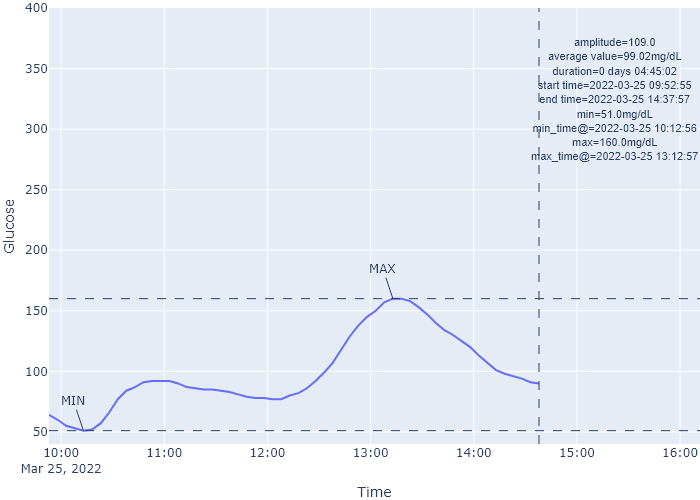 400
350
300
250
200
150
100
50
Glucose
amplitude=109.0
average value=99.02mg/dL
duration=0 days 04:45:02
start time=2022-03-25 09:52:55
end time=2022-03-25 14:37:57
min=51.0mg/dL
min_time@=2022-03-25 10:12:56
max=160.0mg/dL
max_time@=2022-03-25 13:12:57
MAX
MIN
10:00 11:00 12:00 13:00 14:00 15:00 16:00
Mar 25, 2022
Time